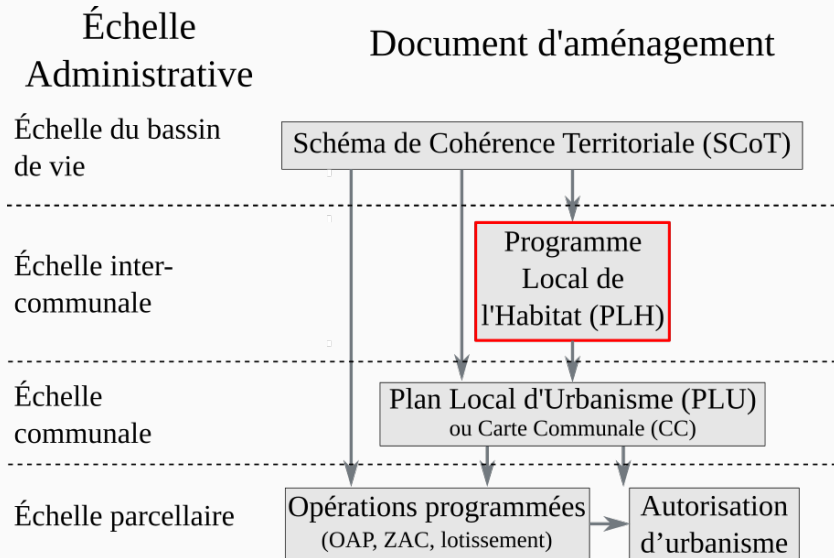 Échelle
Administrative
Document d'aménagement
Échelle du bassin
de vie
Schéma de Cohérence Territoriale (SCoT)
Échelle inter-
communale
Programme
Local de
l'Habitat (PLH)
Échelle
communale
Plan Local d'Urbanisme (PLU)
ou Carte Communale (CC)
Échelle parcellaire
Opérations programmées
(OAP, ZAC, lotissement)
Autorisation
d’urbanisme